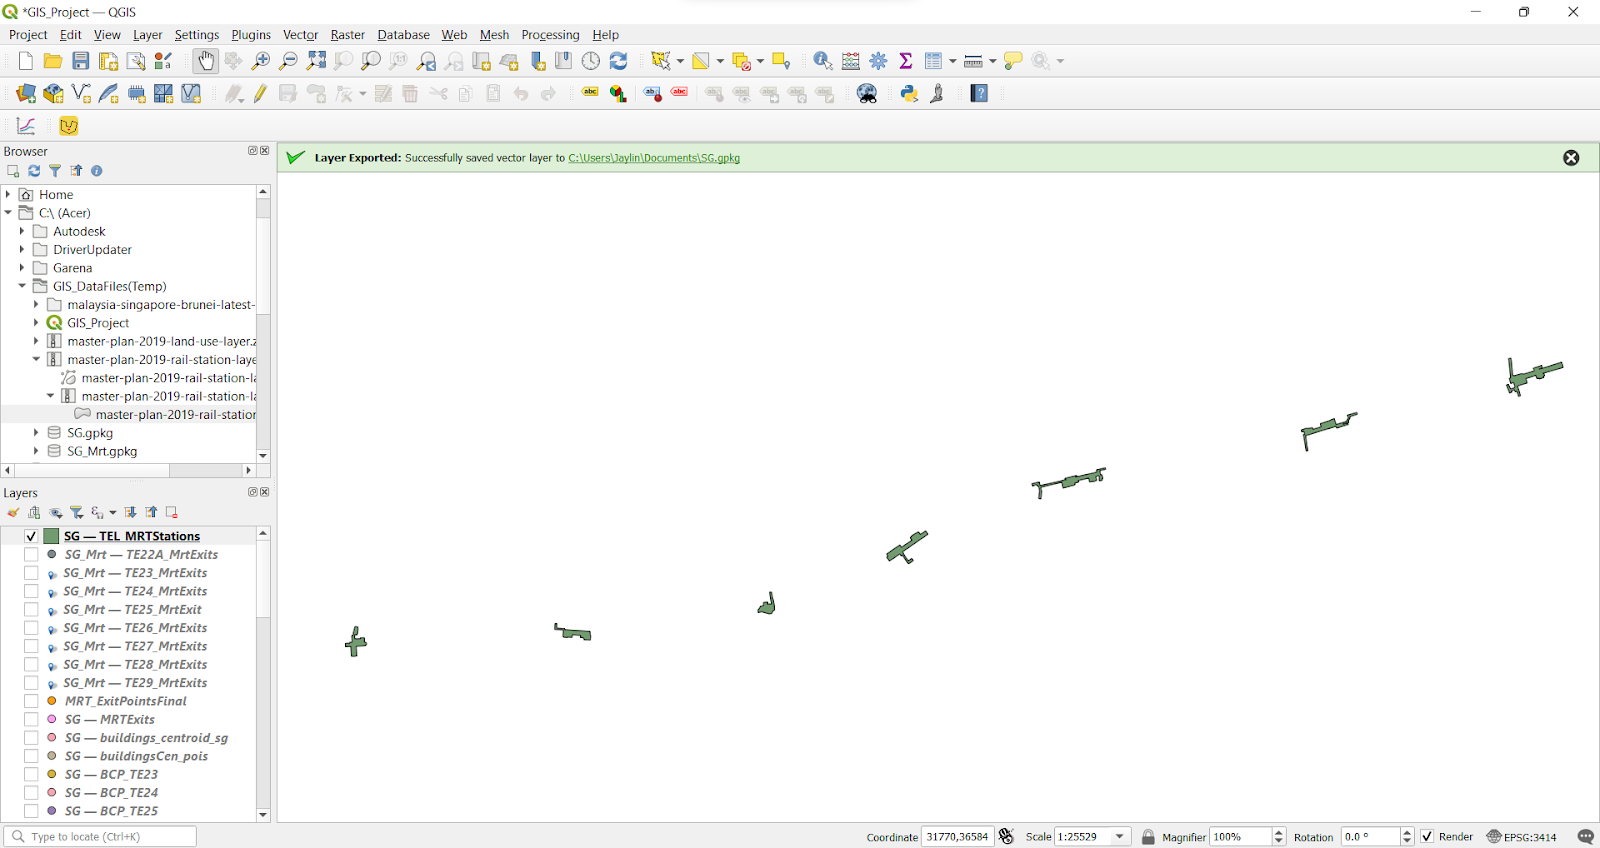 *GIS_Project — QGIS
Project Edit View Layer Settings Plugins Vector Raster Database Web Mesh Processing Help
abc abc abc
Browser
Layer Exported: Successfully saved vector layer to C:\Users\Jaylin\Documents\SG.gpkg
Home
C:\ (Acer)
Autodesk
DriverUpdater
Garena
GIS_DataFiles(Temp)
malaysia-singapore-brunei-latest-
GIS_Project
master-plan-2019-land-use-layer.z
master-plan-2019-rail-station-laye
master-plan-2019-rail-station-la
master-plan-2019-rail-station-la
master-plan-2019-rail-station
SG.gpkg
SG_Mrt.gpkg
Layers
SG — TEL_MRTStations
SG_Mrt — TE22A_MrtExits
SG_Mrt — TE23_MrtExits
SG_Mrt — TE24_MrtExits
SG_Mrt — TE25_MrtExit
SG_Mrt — TE26_MrtExits
SG_Mrt — TE27_MrtExits
SG_Mrt — TE28_MrtExits
SG_Mrt — TE29_MrtExits
MRT_ExitPointsFinal
SG — MRTExits
SG — buildings_centroid_sg
SG — buildingsCen_pois
SG — BCP_TE23
SG — BCP_TE24
SG — BCP_TE25
Type to locate (Ctrl+K) Coordinate 31770,36584 Scale 1:25529 Magnifier 100% Rotation 0.0 ° Render EPSG:3414